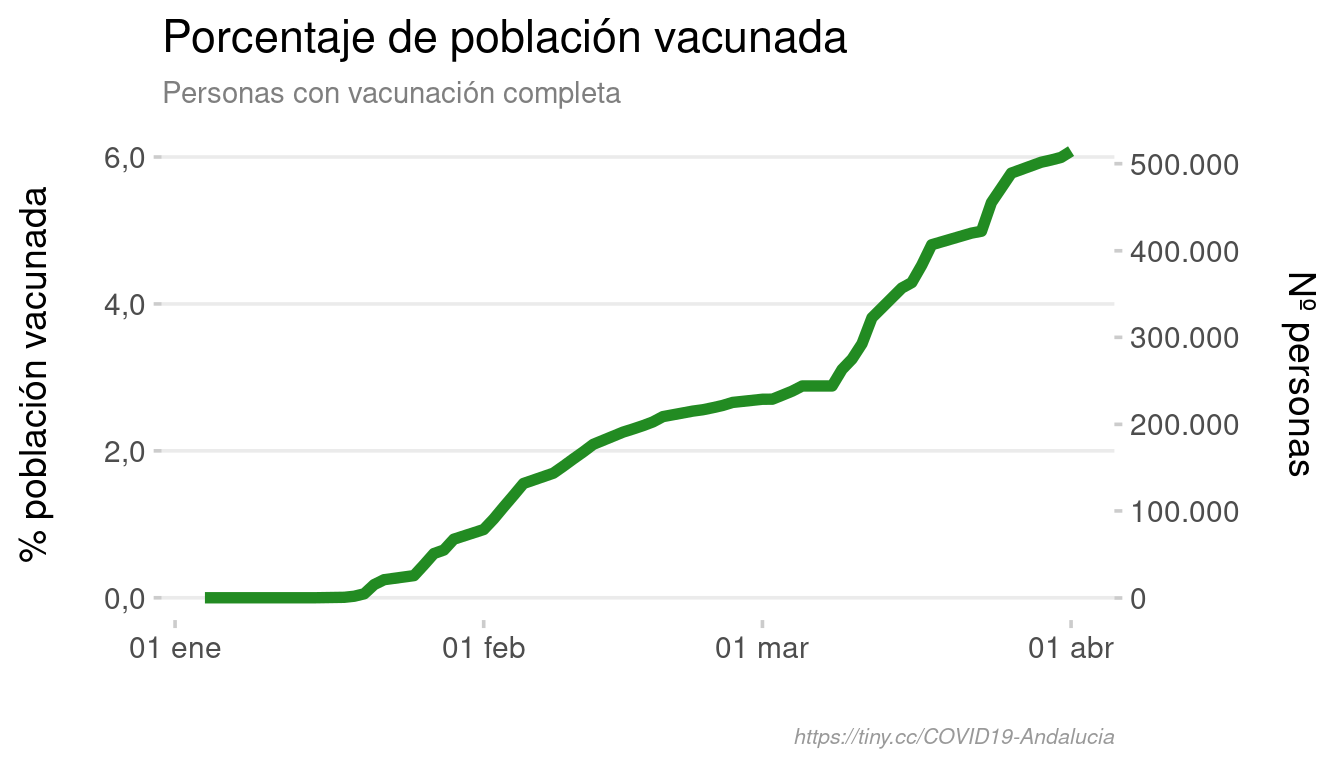 Porcentaje de población vacunada
Personas con vacunación completa
% población vacunada
6,0
4,0
2,0
0,0
500.000
400.000
300.000
200.000
100.000
0
Nº personas
01 ene
01 feb
01 mar
01 abr
https://tiny.cc/COVID19-Andalucia